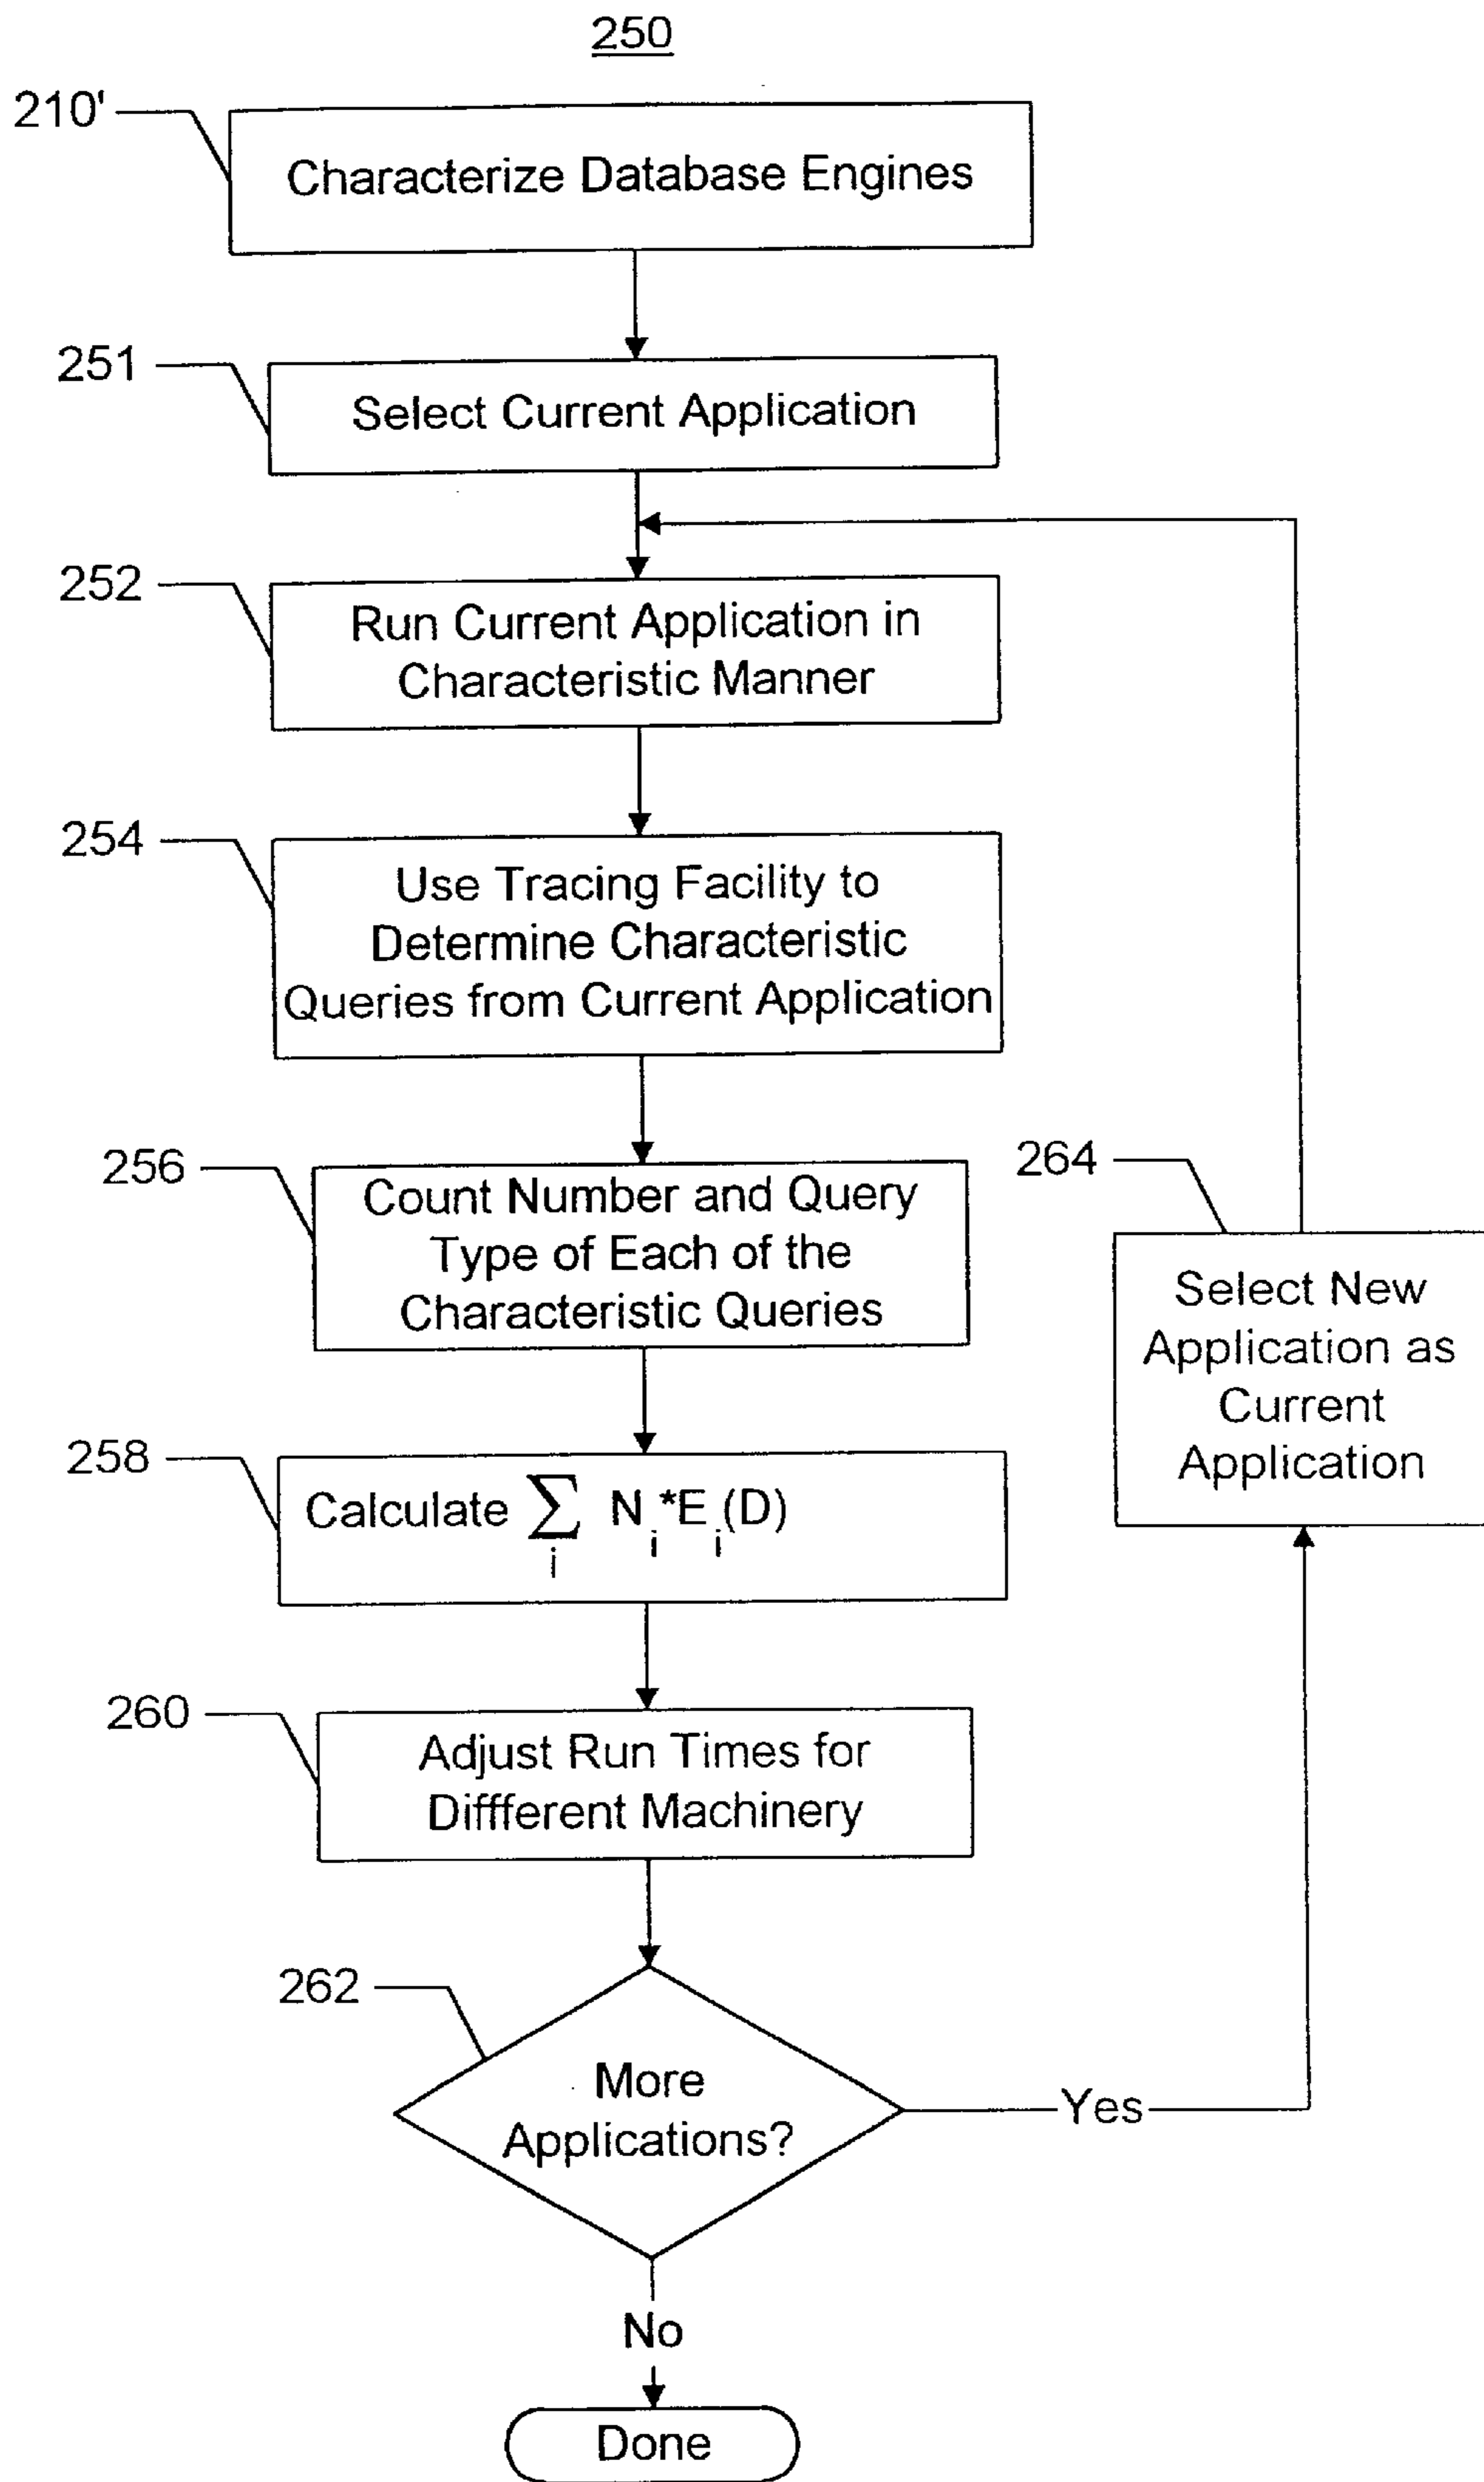 250
210'
Characterize Database Engines
251
Select Current Application
252
Run Current Application in
Characteristic Manner
254
Use Tracing Facility to
Determine Characteristic
Queries from Current Application
256
Count Number and Query
Type of Each of the
Characteristic Queries
264
Select New
Application as
Current
Application
258
Calculate ∑ N_i*E_i(D)
i
260
Adjust Run Times for
Diffferent Machinery
262
More
Applications?
Yes
No
Done